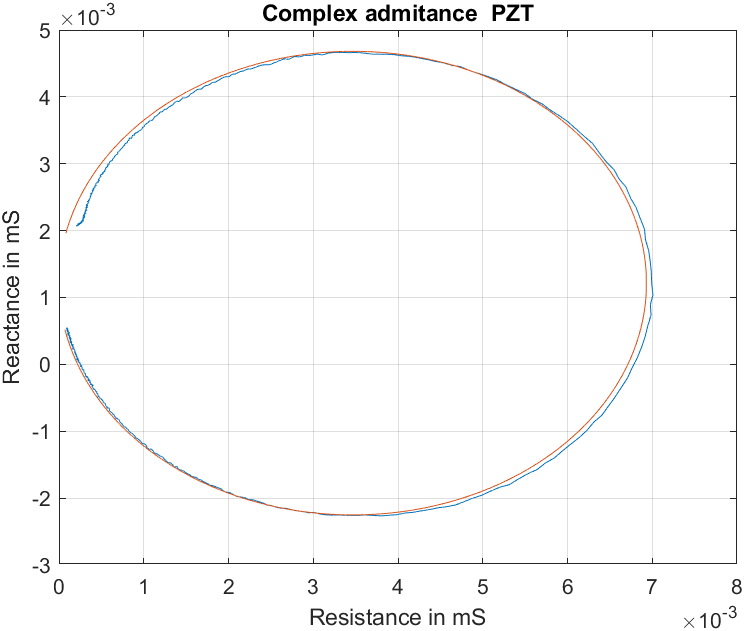 Complex admitance PZT
×10⁻³
5
4
3
2
1
0
-1
-2
-3
Reactance in mS
0 1 2 3 4 5 6 7 8
Resistance in mS
×10⁻³